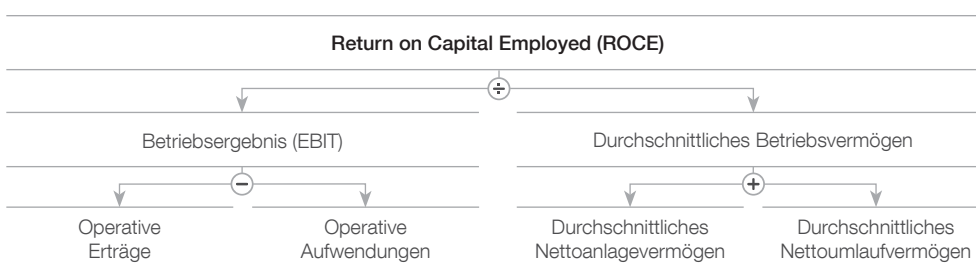 Return on Capital Employed (ROCE)
÷
Betriebsergebnis (EBIT)
Durchschnittliches Betriebsvermögen
−
+
Operative
Erträge
Operative
Aufwendungen
Durchschnittliches
Nettoanlagevermögen
Durchschnittliches
Nettoumlaufvermögen